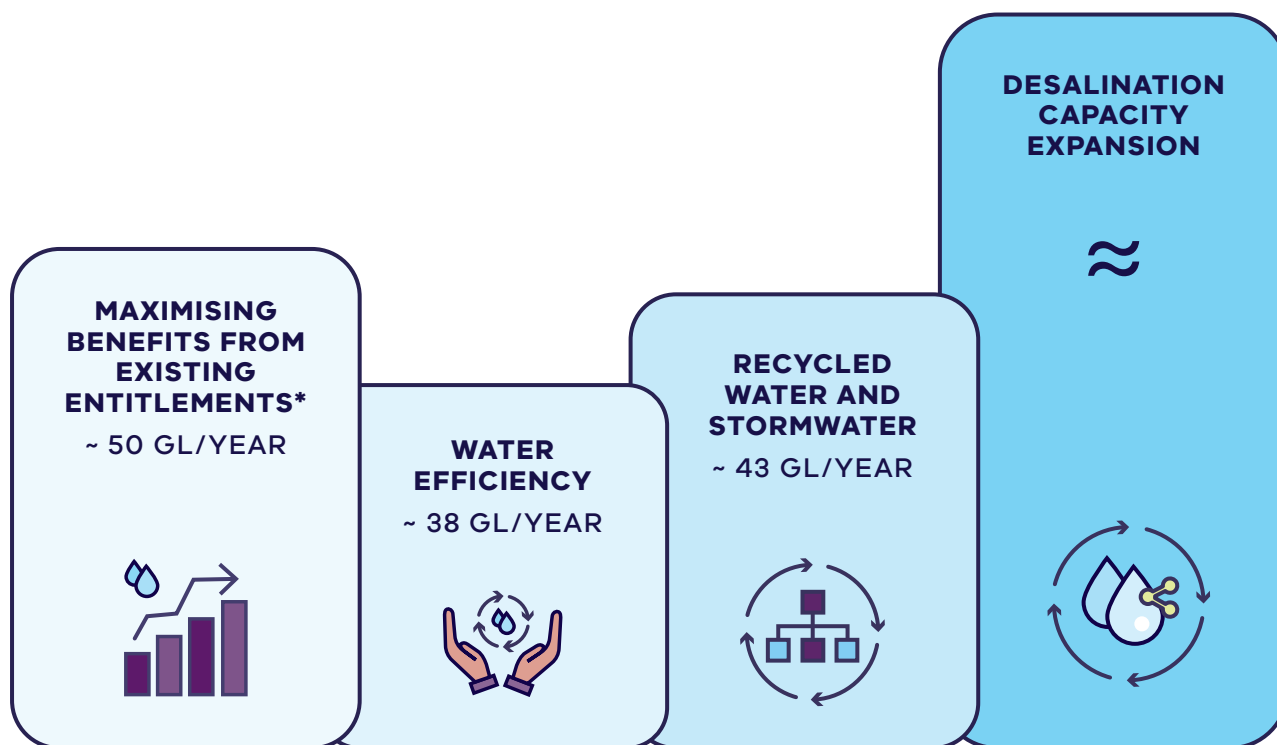 MAXIMISING
BENEFITS FROM
EXISTING
ENTITLEMENTS*
~ 50 GL/YEAR
WATER
EFFICIENCY
~ 38 GL/YEAR
RECYCLED
WATER AND
STORMWATER
~ 43 GL/YEAR
DESALINATION
CAPACITY
EXPANSION
≈